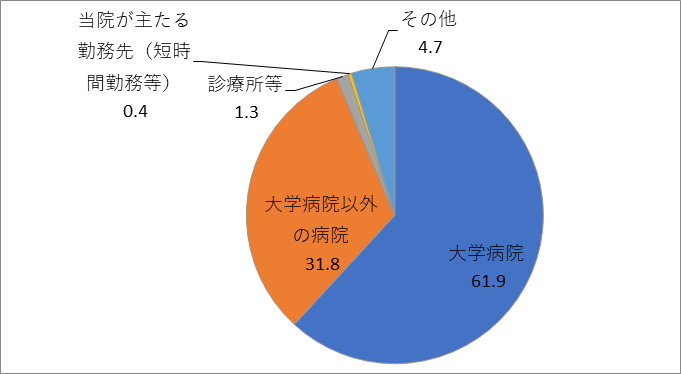 当院が主たる
勤務先（短時
間勤務等）
0.4
診療所等
1.3
その他
4.7
大学病院以外
の病院
31.8
大学病院
61.9